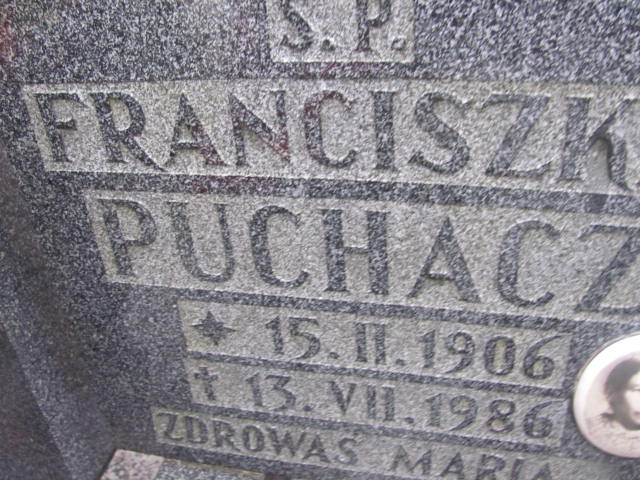 S.P.
FRANCISZK
PUCHACZ
15.II.1906
† 13.VII.1986
ZDROWAŚ MARIA